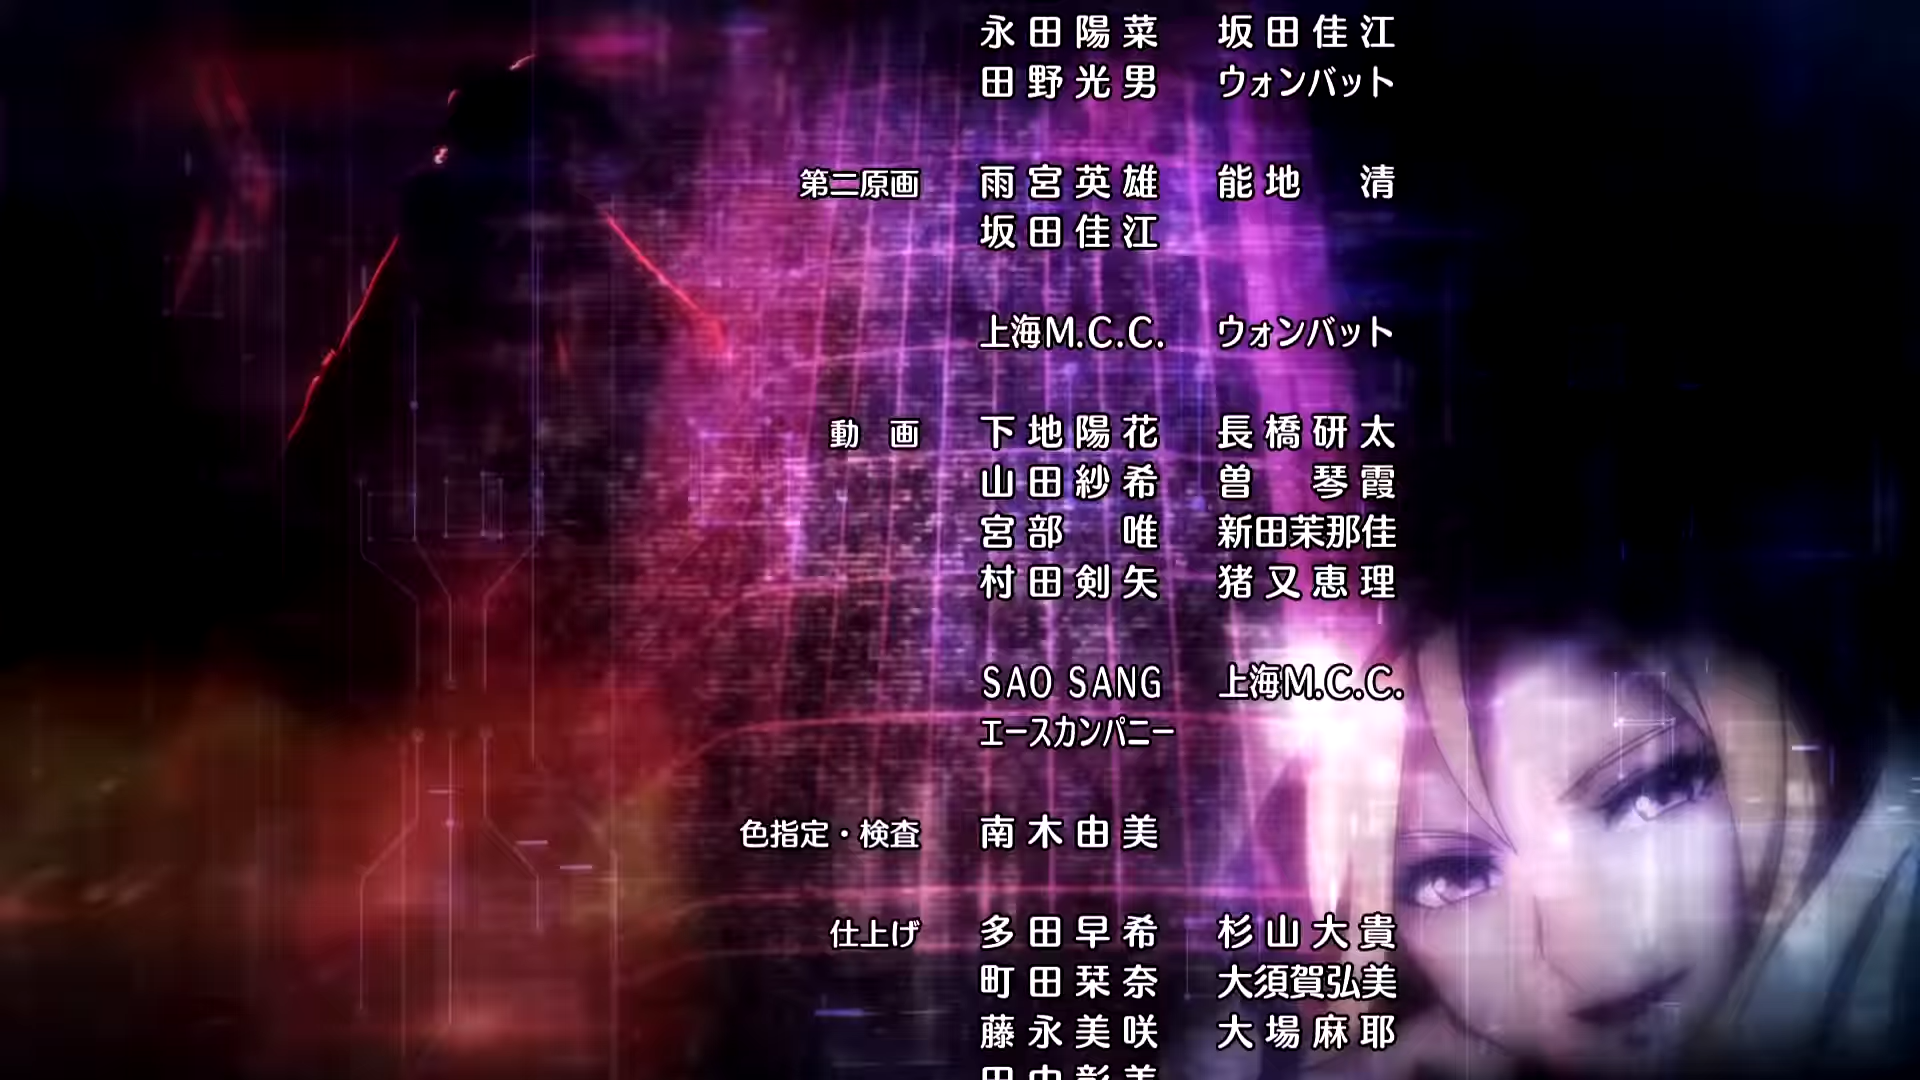 永田陽菜 坂田佳江
田野光男 ウォンバット
第二原画 雨宮英雄 能地 清
坂田佳江
上海M.C.C. ウォンバット
動 画 下地陽花 長橋研太
山田紗希 曽 琴霞
宮部 唯 新田茉那佳
村田剣矢 猪又恵理
SAO SANG 上海M.C.C.
エースカンパニー
色指定・検査 南木由美
仕上げ 多田早希 杉山大貴
町田栞奈 大須賀弘美
藤永美咲 大場麻耶